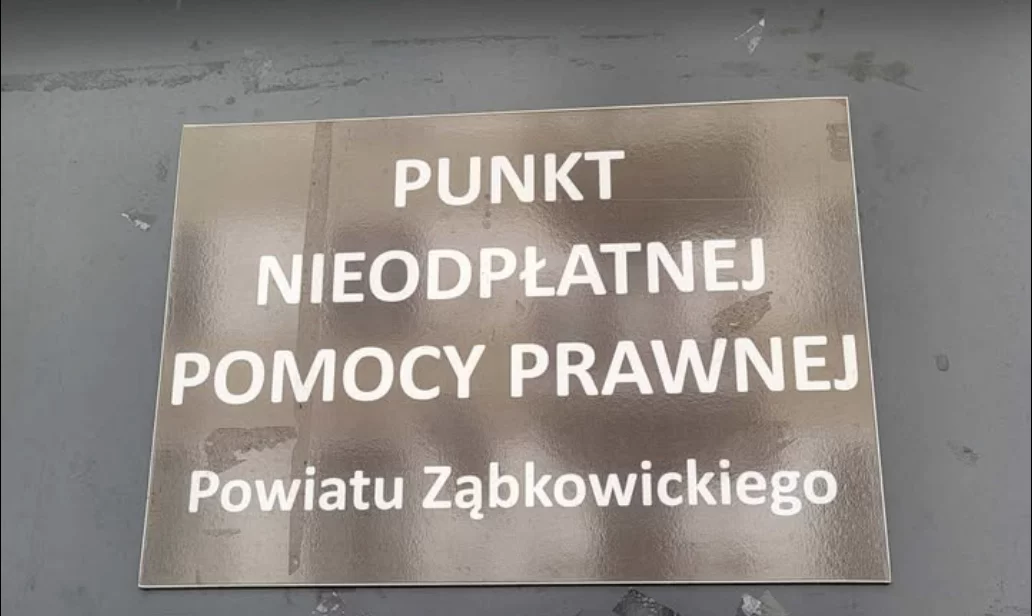 PUNKT
NIEODPŁATNEJ
POMOCY PRAWNEJ
Powiatu Ząbkowickiego